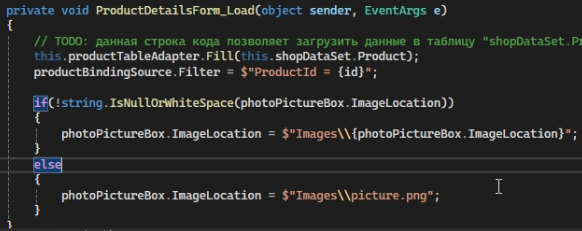 private void ProductDetailsForm_Load(object sender, EventArgs e)
{
// TODO: данная строка кода позволяет загрузить данные в таблицу "shopDataSet.Pr
this.productTableAdapter.Fill(this.shopDataSet.Product);
productBindingSource.Filter = $"ProductId = {id}";
if(!string.IsNullOrWhiteSpace(photoPictureBox.ImageLocation))
{
photoPictureBox.ImageLocation = $"Images\\{photoPictureBox.ImageLocation}";
}
else
{
photoPictureBox.ImageLocation = $"Images\\picture.png";
}
}